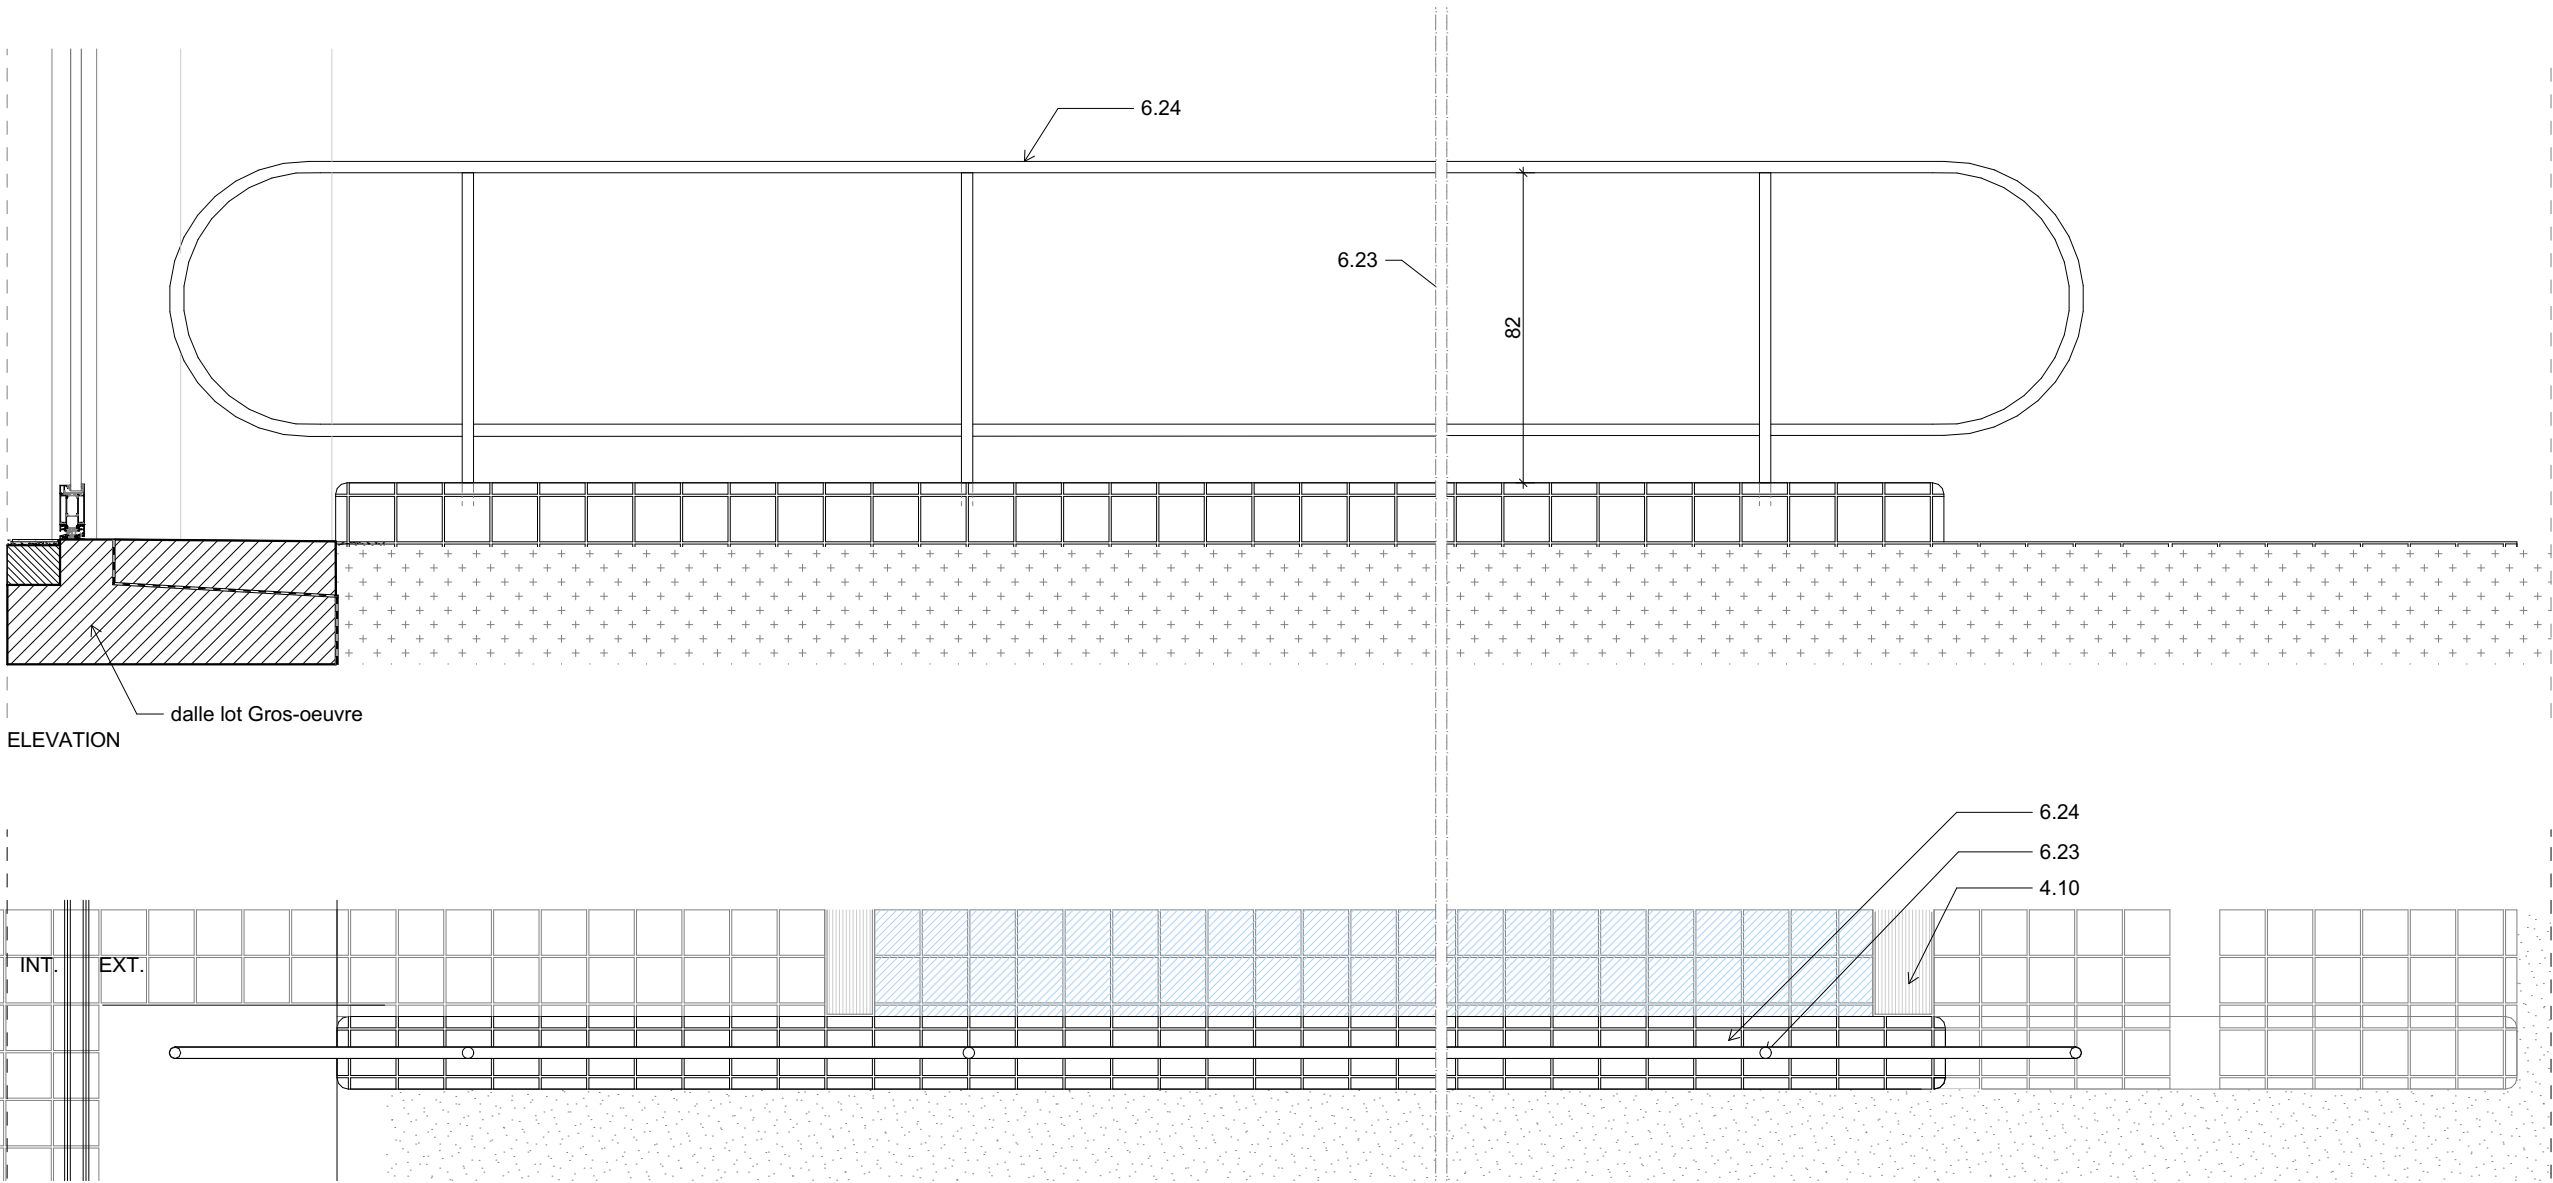 6.24
6.23
82
dalle lot Gros-oeuvre
ELEVATION
6.24
6.23
4.10
INT.
EXT.